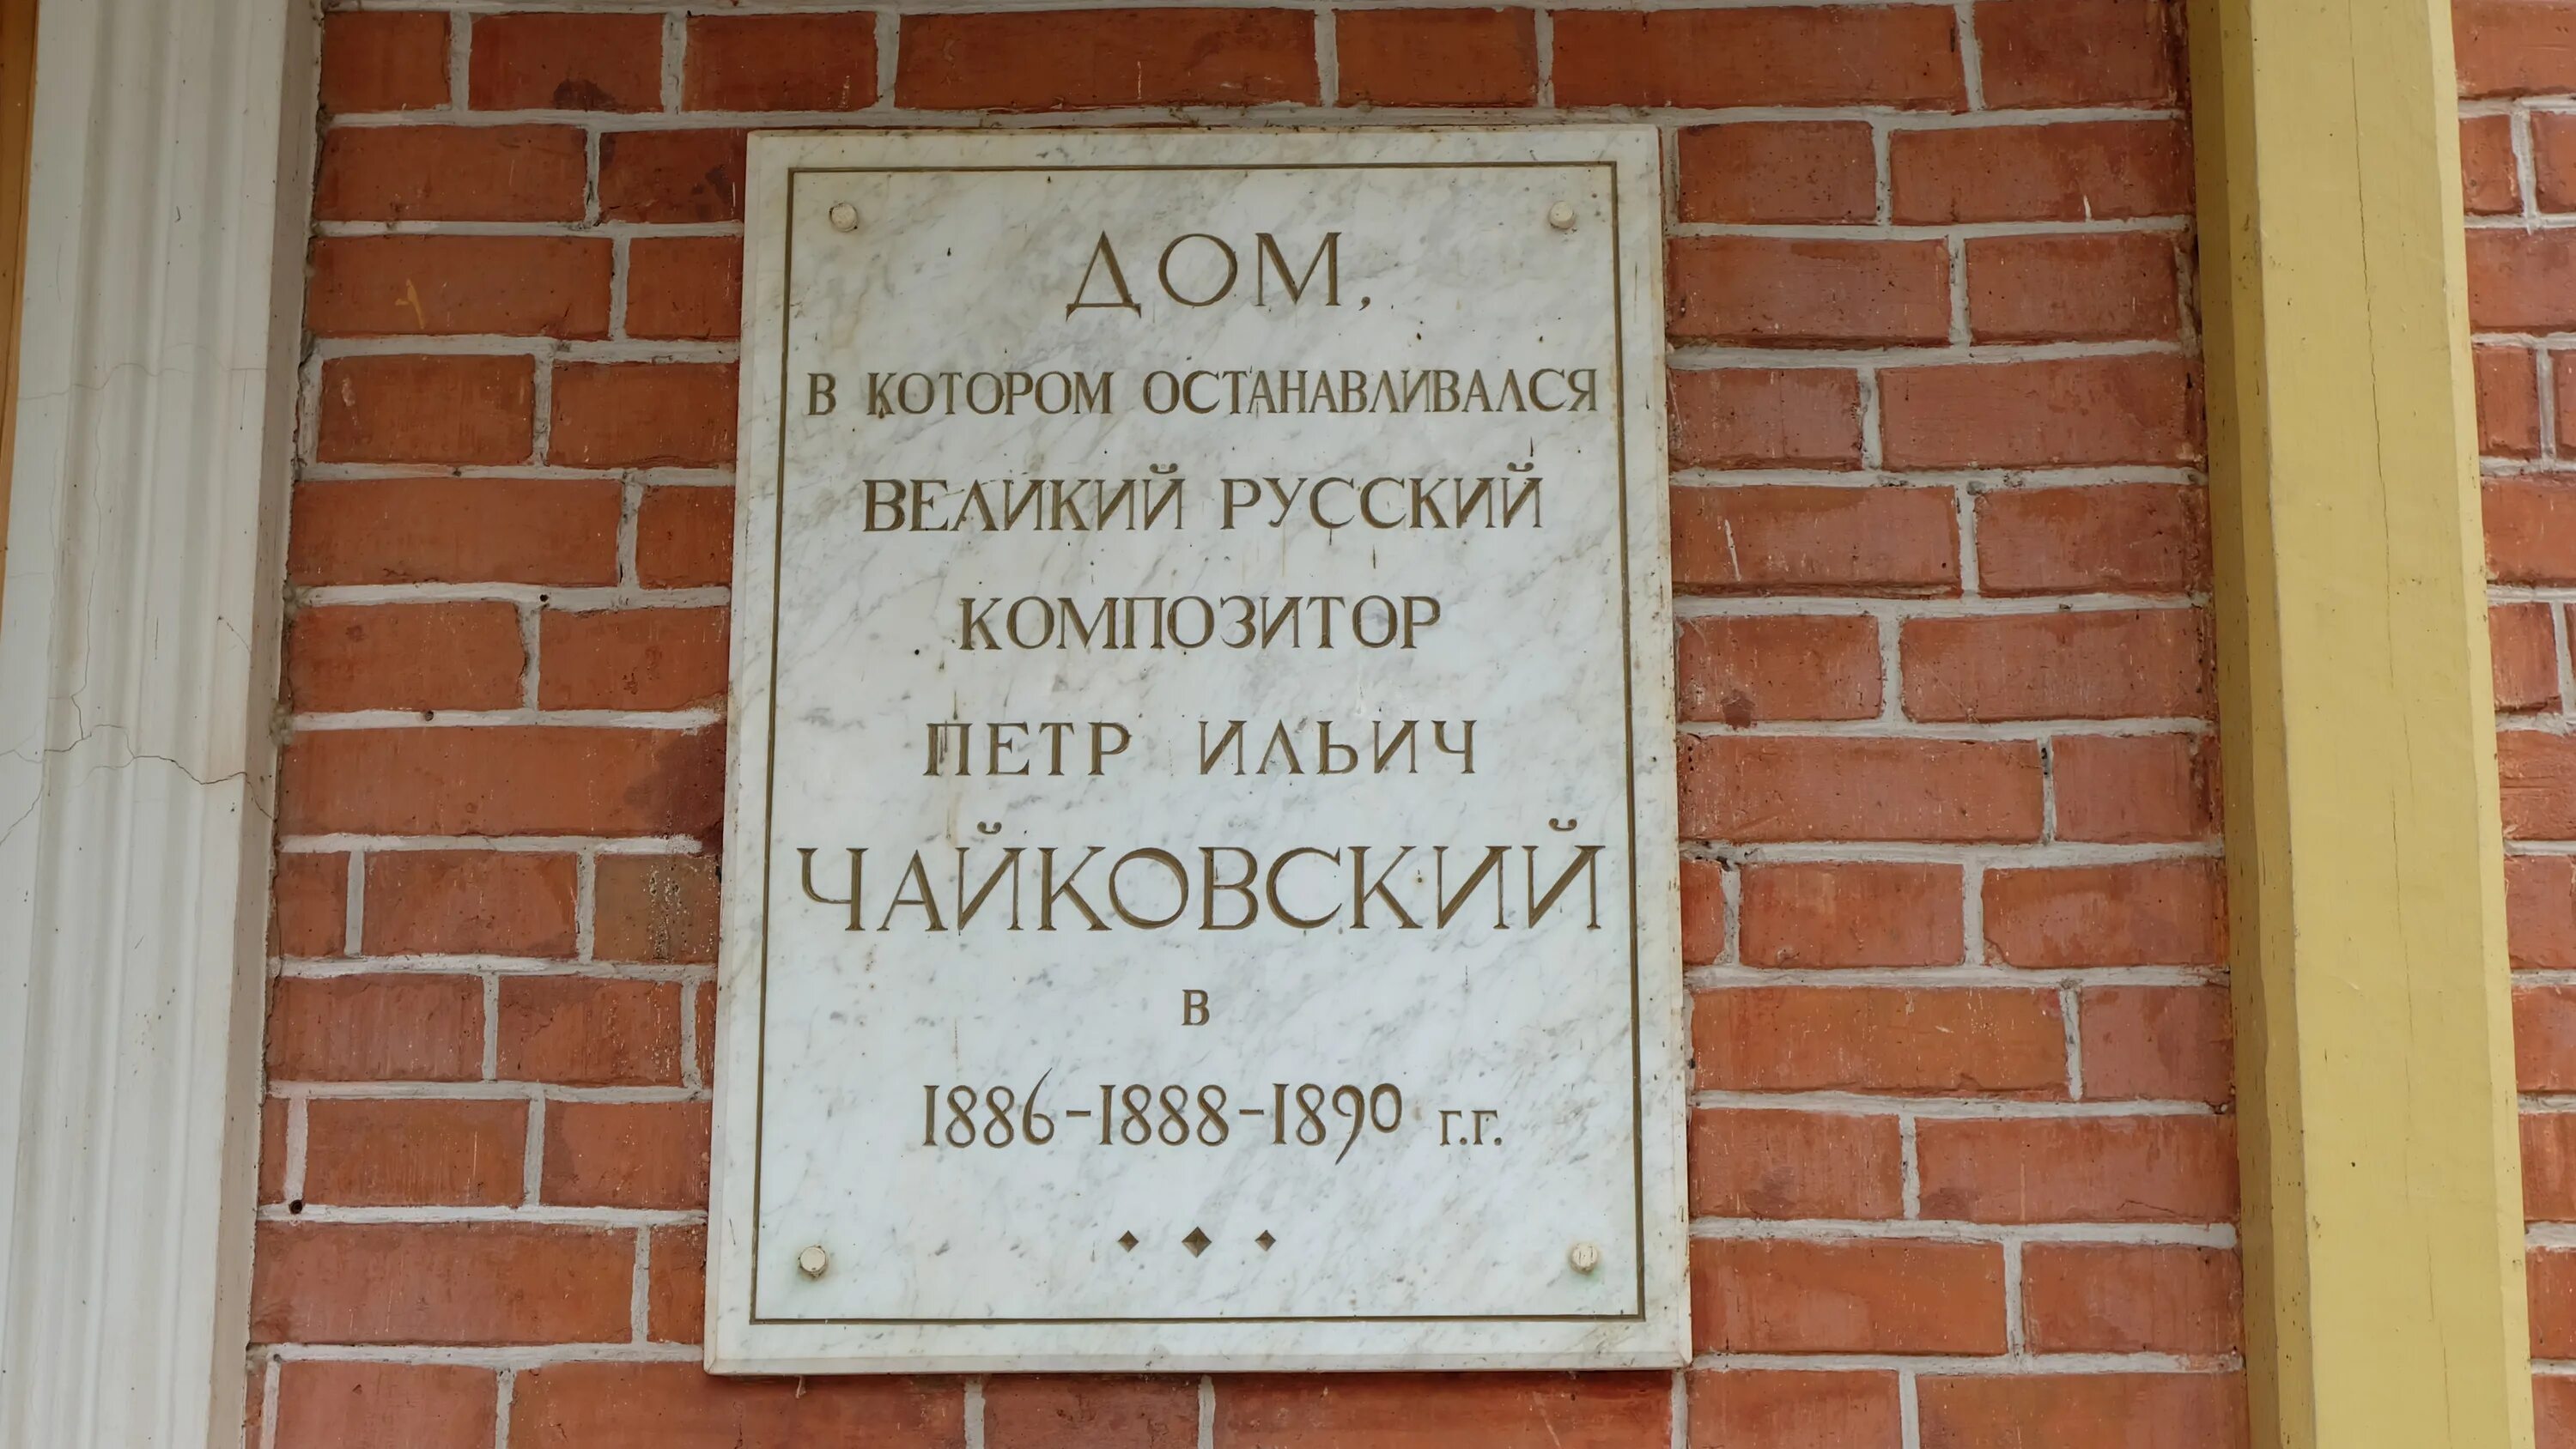 ДОМ,
В КОТОРОМ ОСТАНАВЛИВАЛСЯ
ВЕЛИКИЙ РУССКИЙ
КОМПОЗИТОР
ПЕТР ИЛЬИЧ
ЧАЙКОВСКИЙ
В
1886-1888-1890 Г.Г.